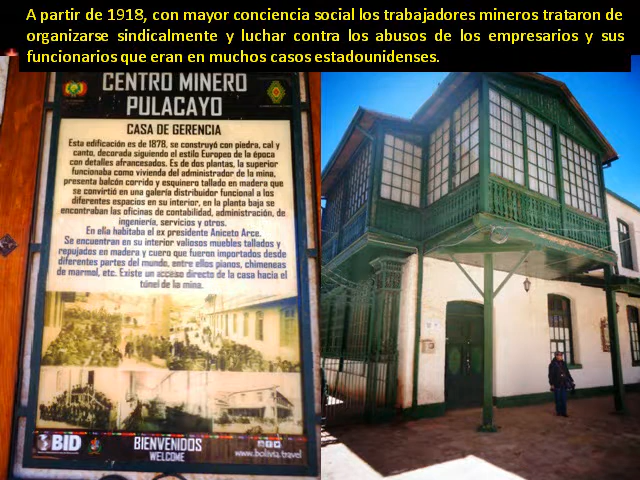 A partir de 1918, con mayor conciencia social los trabajadores mineros trataron de
organizarse sindicalmente y luchar contra los abusos de los empresarios y sus
funcionarios que eran en muchos casos estadounidenses.
CENTRO MINERO
PULACAYO
CASA DE GERENCIA
Esta edificación es de 1878, se construyó con piedra, cal y
canto, decorada siguiendo el estilo Europeo de la época
con detalles afrancesados. Es de dos plantas, la superior
funcionaba como vivienda del administrador de la mina,
presenta balcón corrido y esquinero tallado en madera que
se convirtió en una galería distribuidor funcional a los
diferentes espacios en su interior, en la planta baja se
encontraban las oficinas de contabilidad, administración, de
ingeniería, servicios y otros.
En ella habitaba el ex presidente Aniceto Arce.
Se encuentran en su interior valiosos muebles tallados y
repujados en madera y cuero que fueron importados desde
diferentes partes del mundo, entre ellos pianos, chimeneas
de marmol, etc. Existe un acceso directo de la casa hacia el
túnel de la mina.
BID
BIENVENIDOS
WELCOME
www.bolivia.travel